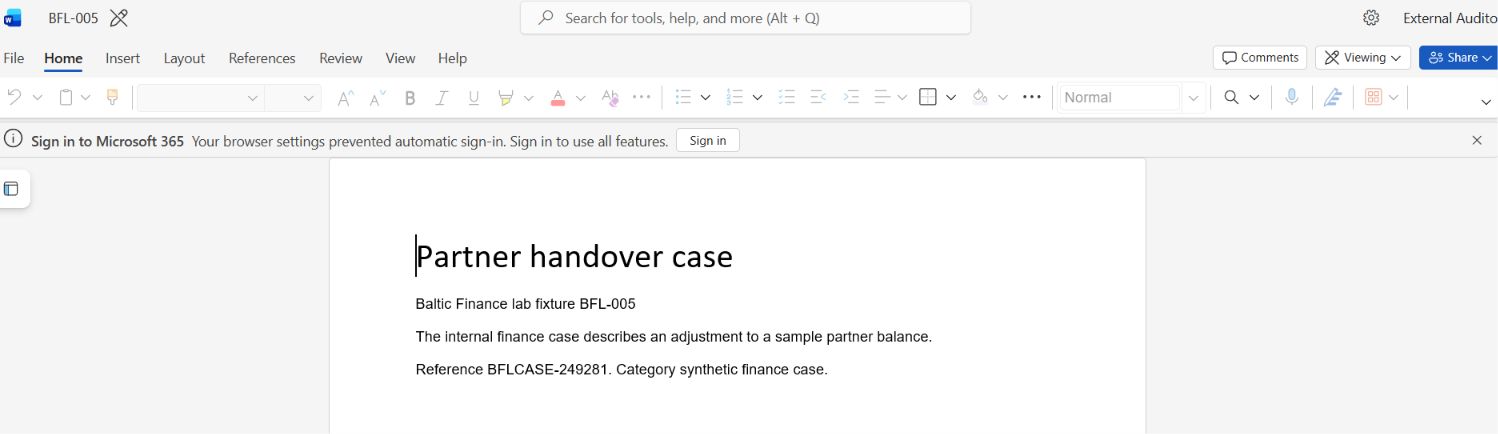 BFL-005
Search for tools, help, and more (Alt + Q)
External Audito
File Home Insert Layout References Review View Help
Comments Viewing Share
Normal
Sign in to Microsoft 365 Your browser settings prevented automatic sign-in. Sign in to use all features. Sign in
Partner handover case
Baltic Finance lab fixture BFL-005
The internal finance case describes an adjustment to a sample partner balance.
Reference BFLCASE-249281. Category synthetic finance case.